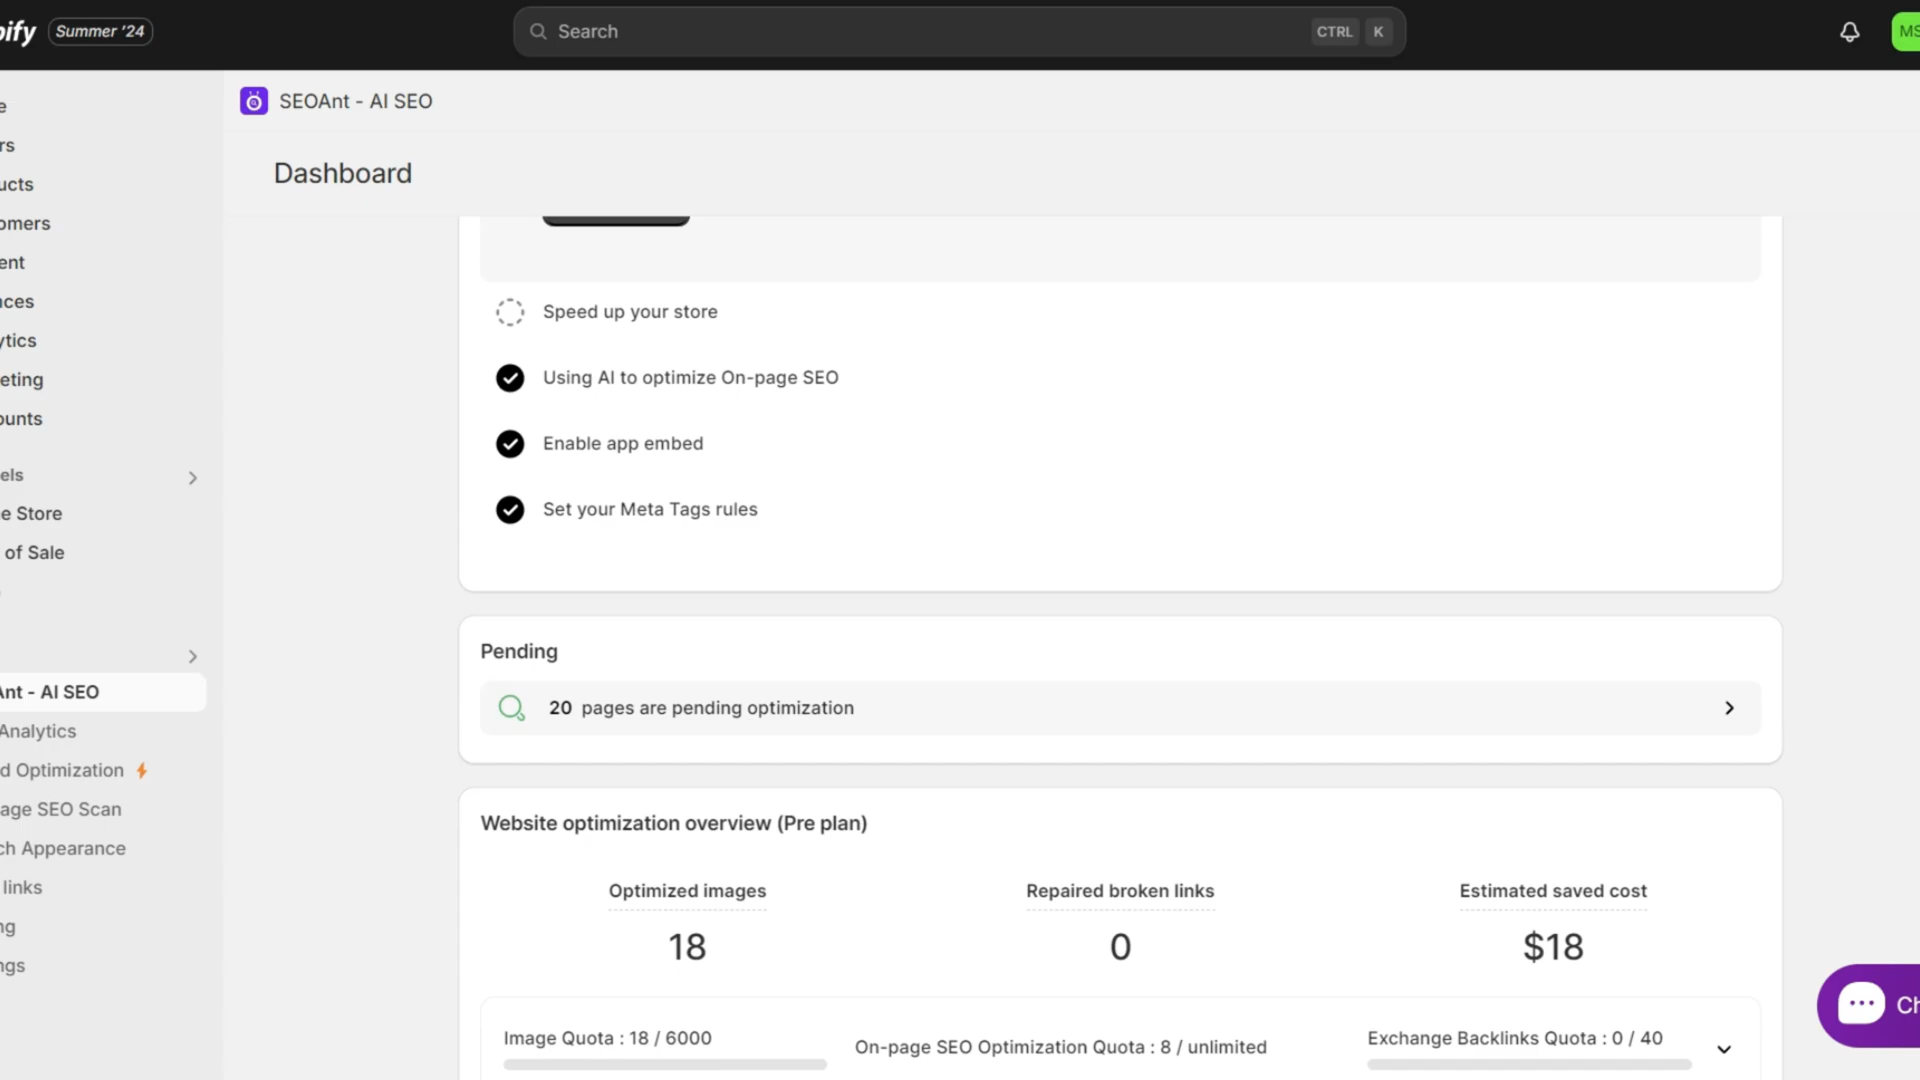 pify Summer '24
Search CTRL K
MS
SEOAnt - AI SEO
Dashboard
e
rs
ucts
omers
ent
nces
ytics
eting
ounts
els
e Store
of Sale
Ant - AI SEO
Analytics
d Optimization
age SEO Scan
ch Appearance
links
ng
ngs
Speed up your store
Using AI to optimize On-page SEO
Enable app embed
Set your Meta Tags rules
Pending
20 pages are pending optimization
Website optimization overview (Pre plan)
Optimized images
18
Repaired broken links
0
Estimated saved cost
$18
Image Quota : 18 / 6000
On-page SEO Optimization Quota : 8 / unlimited
Exchange Backlinks Quota : 0 / 40
Ch